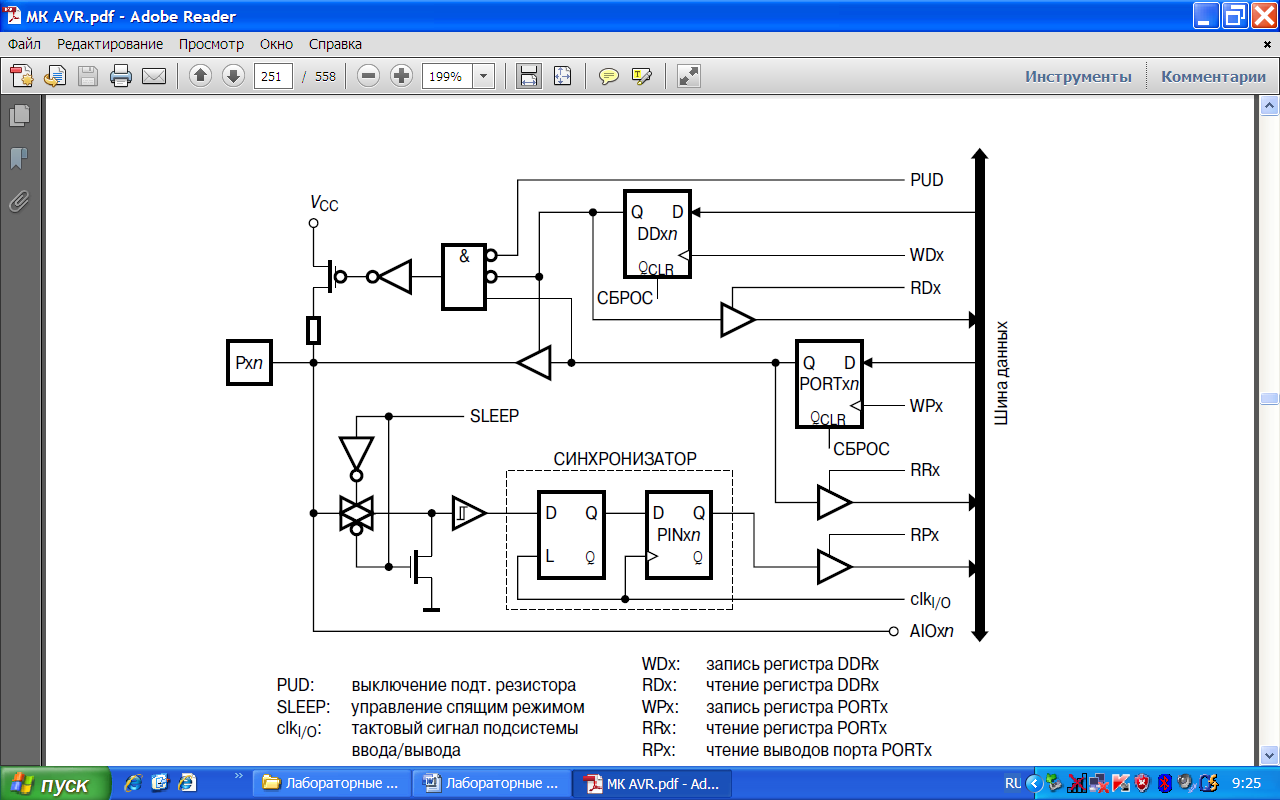 МК AVR.pdf - Adobe Reader
Файл Редактирование Просмотр Окно Справка
251 / 558 199% Инструменты Комментарии
PUD
VCC
Q D
DDxn
& 
WDx
QCLR
СБРОС
RDx
Pxn
Q D
PORTxn
WPx
QCLR
СБРОС
Шина данных
SLEEP
СИНХРОНИЗАТОР
RRx
D Q
D Q
PINxn
L Q
Q
RPx
clkI/O
AIOxn
PUD: выключение подт. резистора
SLEEP: управление спящим режимом
clkI/O: тактовый сигнал подсистемы
ввода/вывода
WDx: запись регистра DDRx
RDx: чтение регистра DDRx
WPx: запись регистра PORTx
RRx: чтение регистра PORTx
RPx: чтение выводов порта PORTx
пуск
Лабораторные ...
Лабораторные ...
МК AVR.pdf - Ad...
RU
9:25